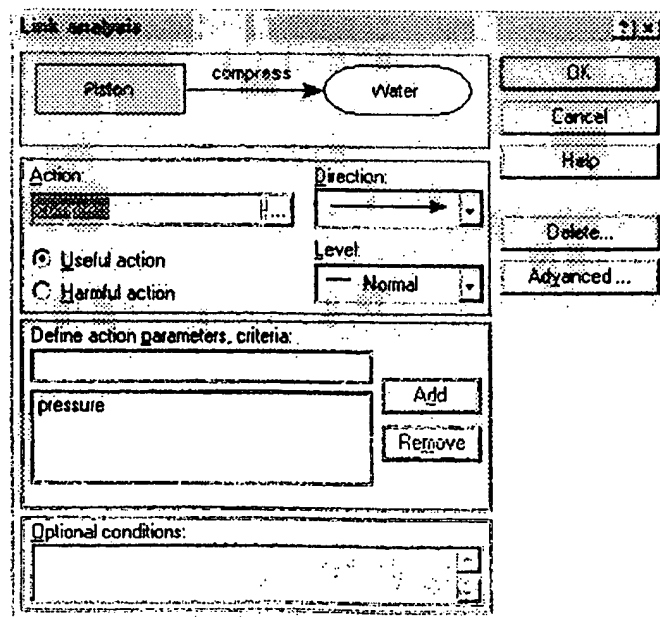 Link analysis
compress
Piston
Water
OK
Cancel
Help
Delete...
Advanced ...
Action:
...
Direction:
Useful action
Harmful action
Level:
Normal
Define action parameters, criteria:
pressure
Add
Remove
Optional conditions: